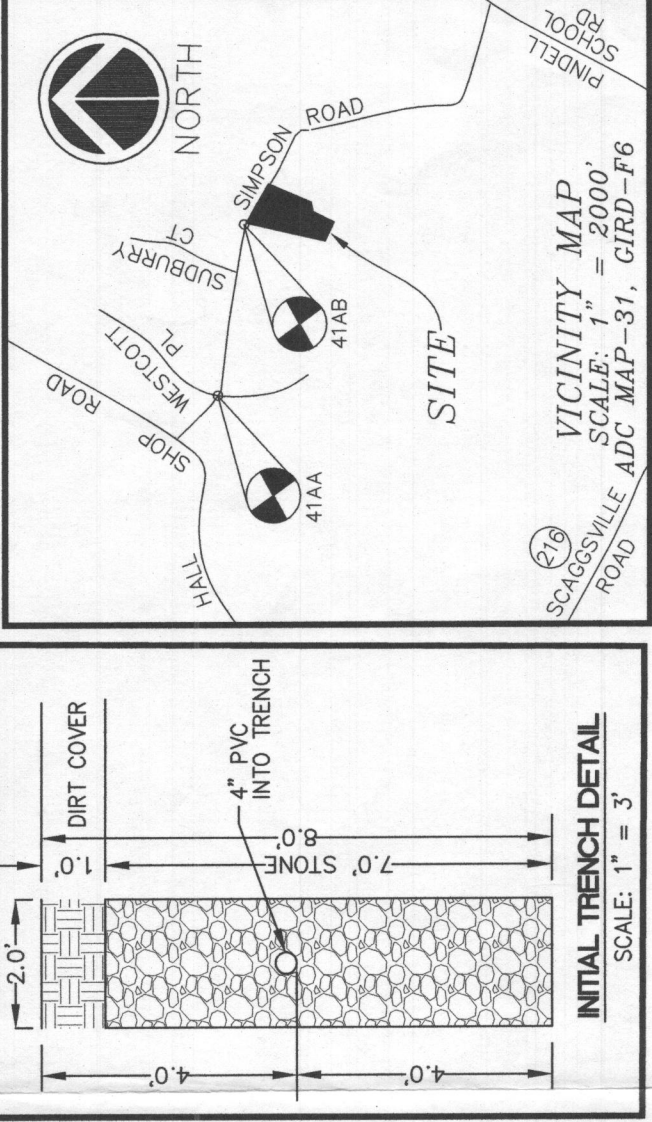 NORTH
SIMPSON
ROAD
PINDELL
SCHOOL
RD
SUDBURRY
CT
WESTCOTT
PL
HALL
SHOP
ROAD
41AB
41AA
SITE
216
SCAGGSVILLE
ROAD
VICINITY MAP
SCALE: 1" = 2000'
ADC MAP-31, GIRD-F6
2.0'
1.0'
DIRT COVER
4" PVC
INTO TRENCH
8.0'
7.0' STONE
4.0'
4.0'
INITIAL TRENCH DETAIL
SCALE: 1" = 3'